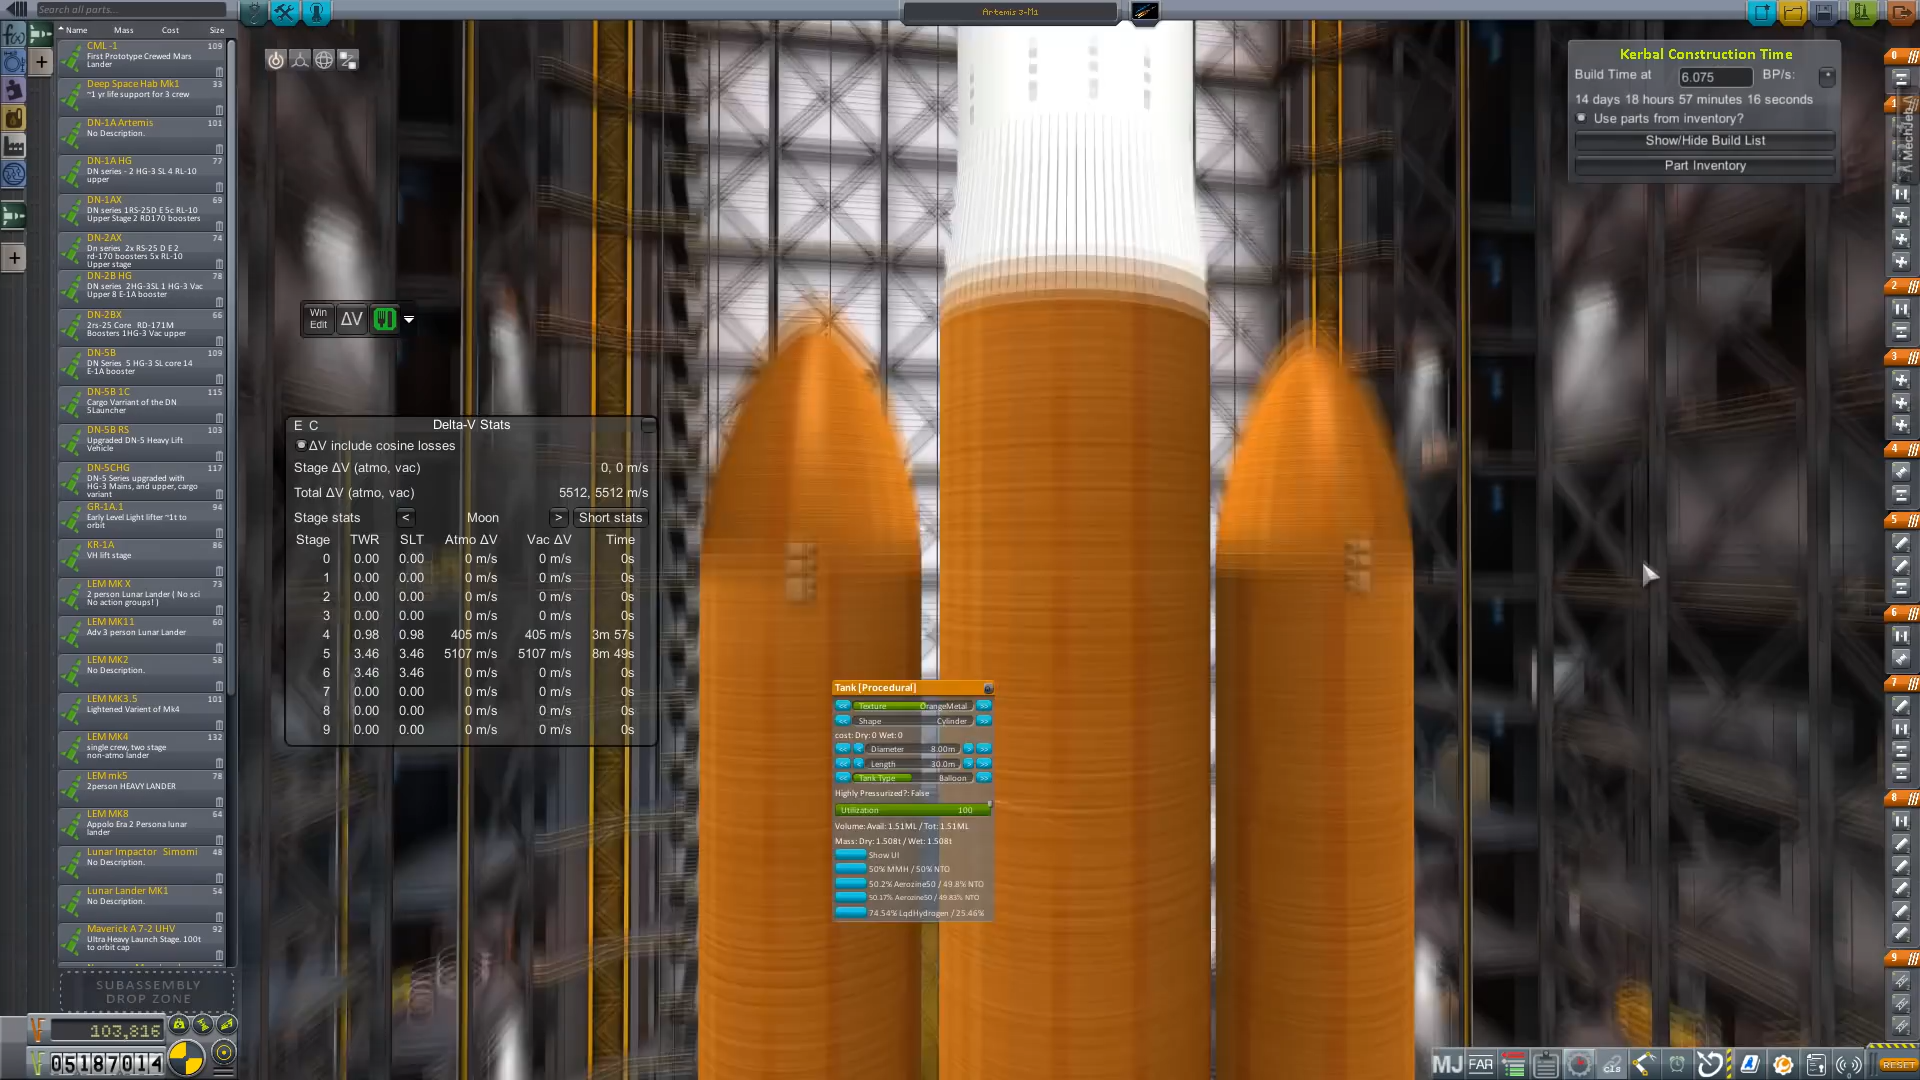 Search all parts...
Artemis 3-M1
Name Mass Cost Size
CML -1 109
First Prototype Crewed Mars
Lander
Deep Space Hab Mk1 33
~1 yr life support for 3 crew
DN-1A Artemis 101
No Description.
DN-1A HG 77
DN series - 2 HG-3 SL 4 RL-10
upper
DN-1AX 69
DN series 1RS-25D E 5c RL-10
Upper Stage 2 RD170 boosters
DN-2AX 74
Dn series 2x RS-25 D E 2
rd-170 boosters 5x RL-10
Upper stage
DN-2B HG 78
DN series 2HG-3SL 1 HG-3 Vac
Upper 8 E-1A booster
DN-2BX 66
2rs-25 Core RD-171M
Boosters 1HG-3 Vac upper
DN-5B 109
DN Series 5 HG-3 SL core 14
E-1A booster
DN-5B 1C 115
Cargo Varriant of the DN
5Launcher
DN-5B RS 103
Upgraded DN-5 Heavy Lift
Vehicle
DN-5CHG 117
DN-5 Series upgraded with
HG-3 Mains, and upper, cargo
variant
GR-1A.1 94
Early Level Light lifter ~1t to
orbit
KR-1A 86
VH lift stage
LEM MK X 73
2 person Lunar Lander ( No sci
No action groups! )
LEM MK11 60
Adv 3 person Lunar Lander
LEM MK2 58
No Description.
LEM MK3.5 101
Lightened Varient of Mk4
LEM MK4 132
single crew, two stage
non-atmo lander
LEM mk5 78
2person HEAVY LANDER
LEM MK8 64
Appolo Era 2 Persona lunar
lander
Lunar Impactor Simomi 48
No Description.
Lunar Lander MK1 54
No Description.
Maverick A 7-2 UHV 92
Ultra Heavy Launch Stage. 100t
to orbit cap
SUBASSEMBLY
DROP ZONE
103,816
05187014
Win
Edit
ΔV
E C Delta-V Stats
ΔV include cosine losses
Stage ΔV (atmo, vac) 0, 0 m/s
Total ΔV (atmo, vac) 5512, 5512 m/s
Stage stats < Moon > Short stats
Stage TWR SLT Atmo ΔV Vac ΔV Time
0 0.00 0.00 0 m/s 0 m/s 0s
1 0.00 0.00 0 m/s 0 m/s 0s
2 0.00 0.00 0 m/s 0 m/s 0s
3 0.00 0.00 0 m/s 0 m/s 0s
4 0.98 0.98 405 m/s 405 m/s 3m 57s
5 3.46 3.46 5107 m/s 5107 m/s 8m 49s
6 3.46 3.46 0 m/s 0 m/s 0s
7 0.00 0.00 0 m/s 0 m/s 0s
8 0.00 0.00 0 m/s 0 m/s 0s
9 0.00 0.00 0 m/s 0 m/s 0s
Tank [Procedural]
<< Texture OrangeMetal >>
<< Shape Cylinder >>
cost: Dry: 0 Wet: 0
<< < Diameter 8.00m > >>
<< < Length 30.0m > >>
<< Tank Type Balloon >>
Highly Pressurized?: False
Utilization 100
Volume: Avail: 1.51ML / Tot: 1.51ML
Mass: Dry: 1.508t / Wet: 1.508t
Show UI
50% MMH / 50% NTO
50.2% Aerozine50 / 49.8% NTO
50.17% Aerozine50 / 49.83% NTO
74.54% LqdHydrogen / 25.46%
Kerbal Construction Time
Build Time at 6.075 BP/s: *
14 days 18 hours 57 minutes 16 seconds
Use parts from inventory?
Show/Hide Build List
Part Inventory
MechJeb
0
1
2
3
4
5
6
7
8
9
MJ FAR cls
RESET